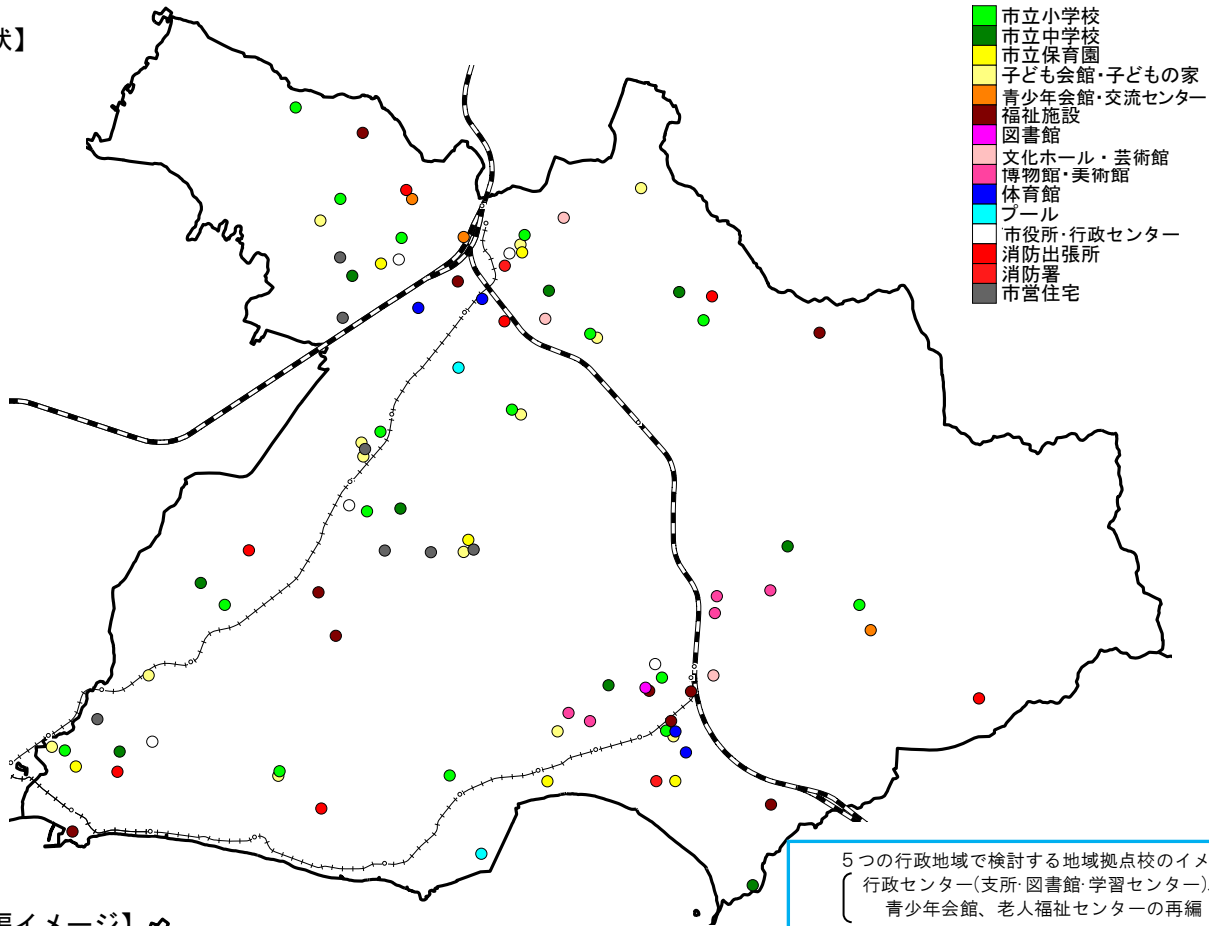 状】
市立小学校
市立中学校
市立保育園
子ども会館・子どもの家
青少年会館・交流センター
福祉施設
図書館
文化ホール・芸術館
博物館・美術館
体育館
プール
市役所・行政センター
消防出張所
消防署
市営住宅
５つの行政地域で検討する地域拠点校のイメ
行政センター(支所・図書館・学習センター)
青少年会館、老人福祉センターの再編
イメージ】